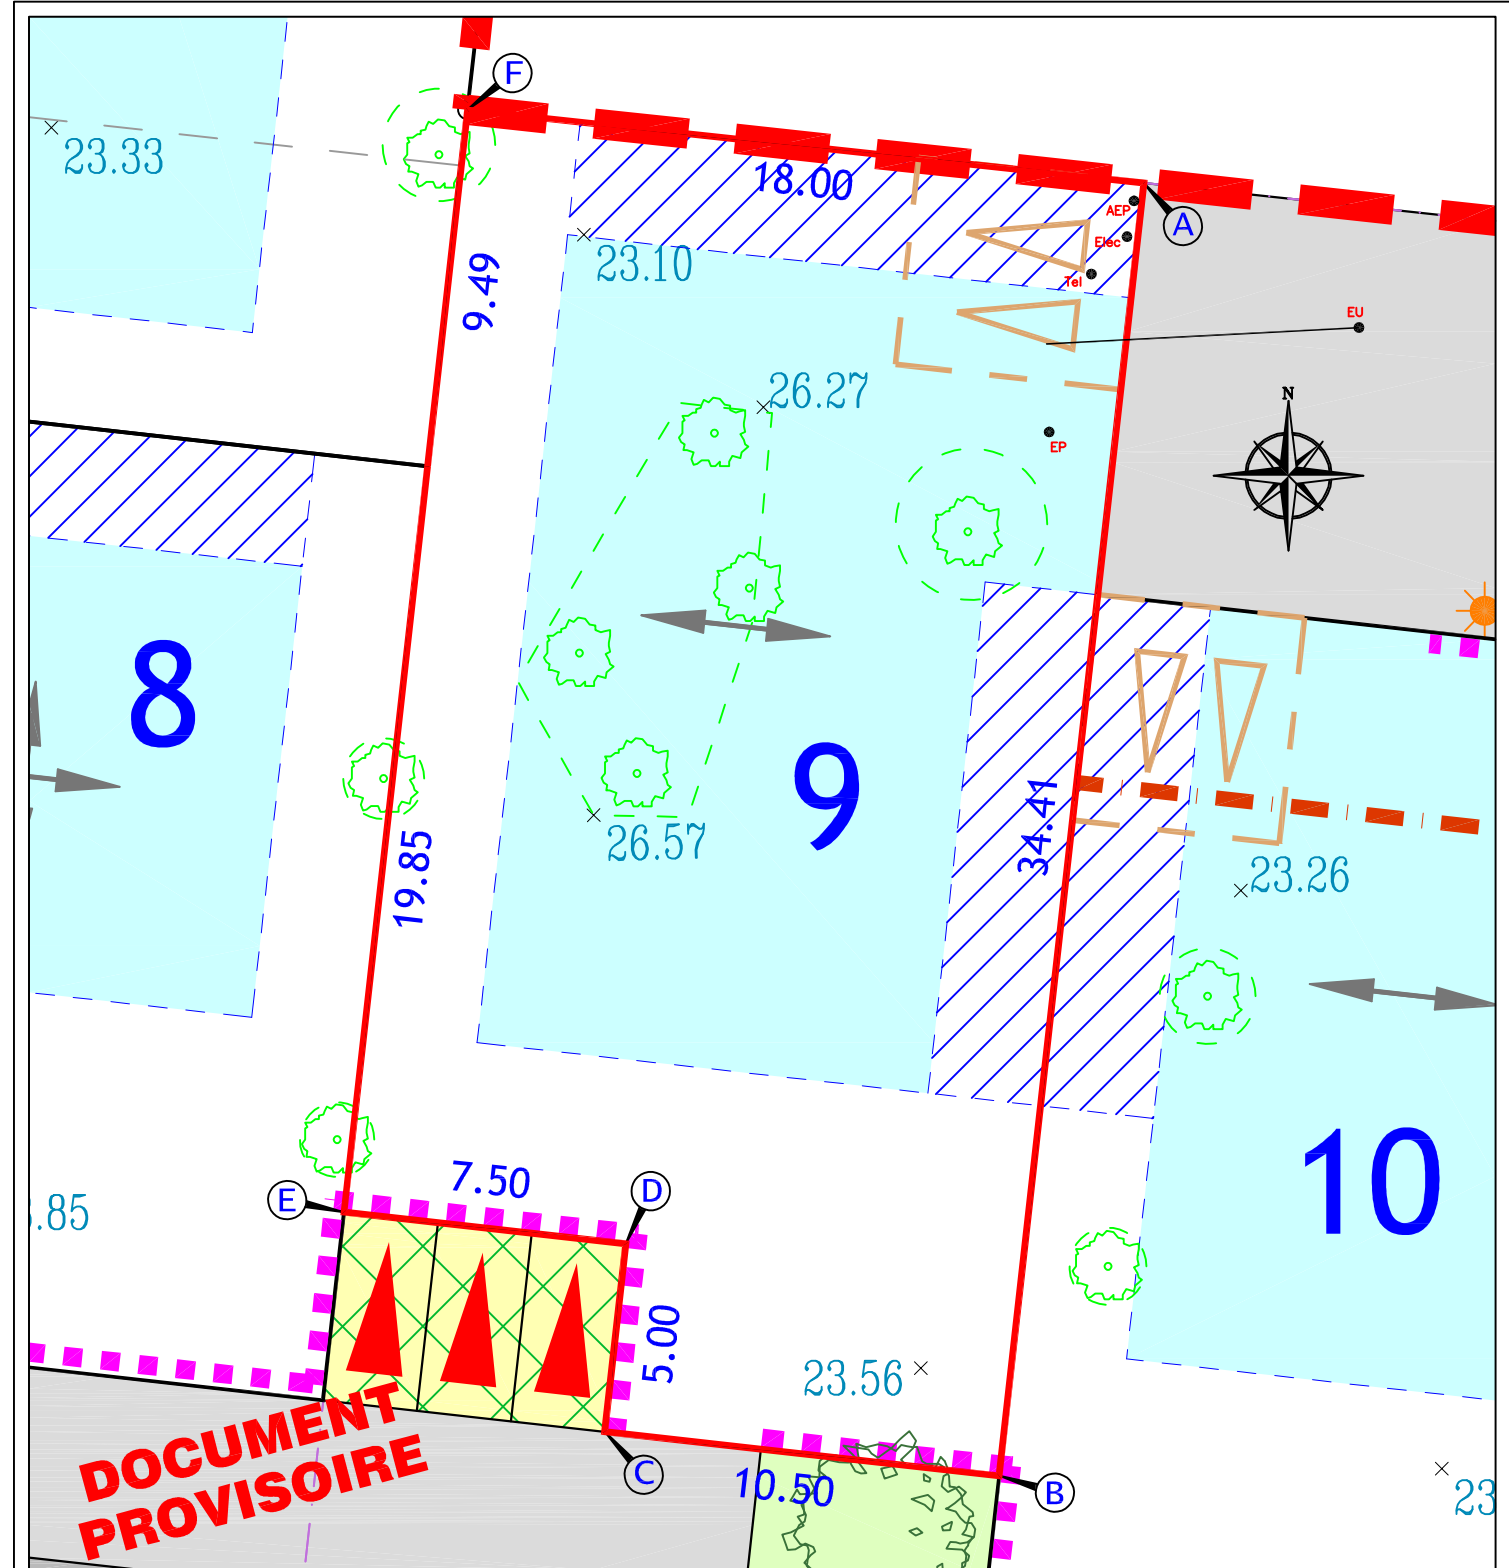 F
23.33
18.00
AEP
A
Elec
23.10
Tel
9.49
EU
26.27
N
EP
8
9
34.41
26.57
19.85
23.26
10
7.50
D
E
.85
5.00
23.56
DOCUMENT
PROVISOIRE
C
10.50
B
23